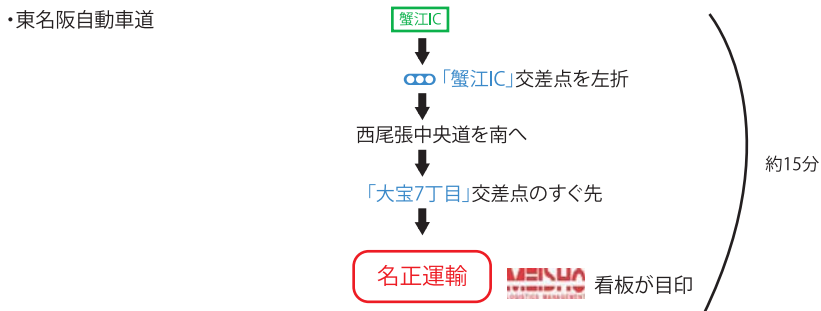 ・東名阪自動車道
蟹江IC
「蟹江IC」交差点を左折
西尾張中央道を南へ
約15分
「大宝7丁目」交差点のすぐ先
名正運輸
MEISHO
LOGISTICS MANAGEMENT
看板が目印